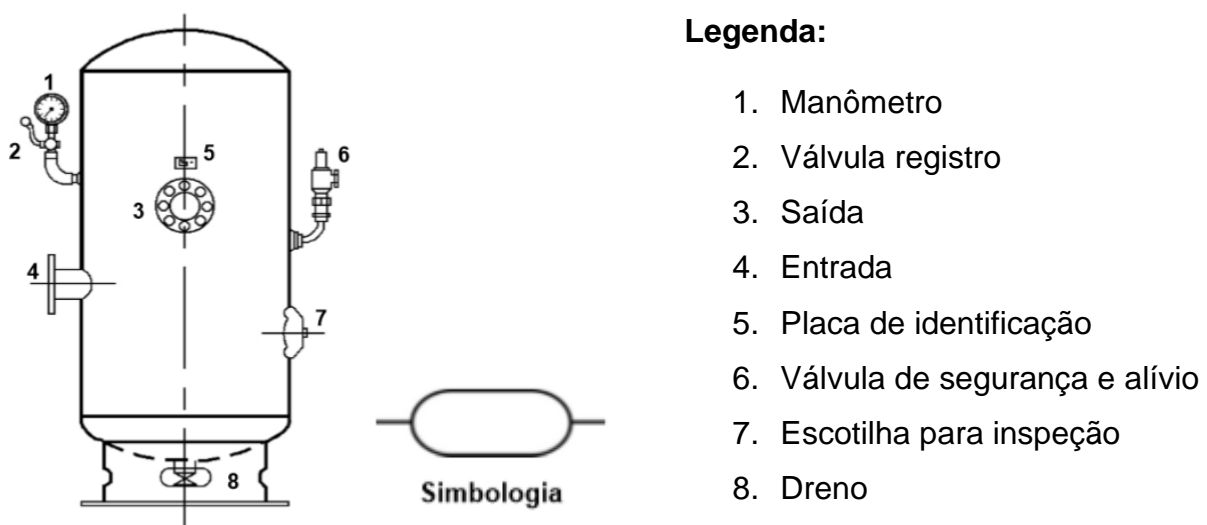 1
2
5
6
3
4
7
8
Simbologia
Legenda:
1. Manômetro
2. Válvula registro
3. Saída
4. Entrada
5. Placa de identificação
6. Válvula de segurança e alívio
7. Escotilha para inspeção
8. Dreno